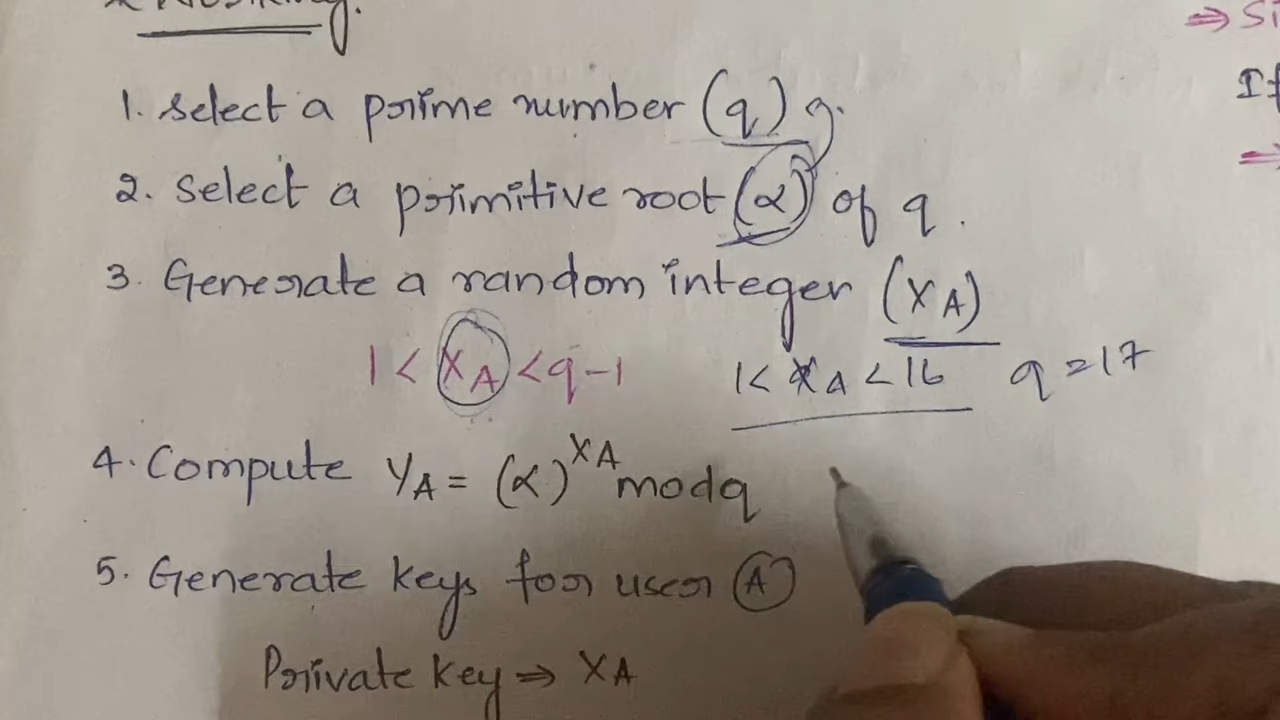 1. Select a prime number (q)
2. Select a primitive root (α) of q.
3. Generate a random integer (XA)
1 < XA < q-1 1< XA < 16 q = 17
4. Compute YA = (α)^XA mod q
5. Generate keys for user A
Private key ⇒ XA
⇒
If
⇒